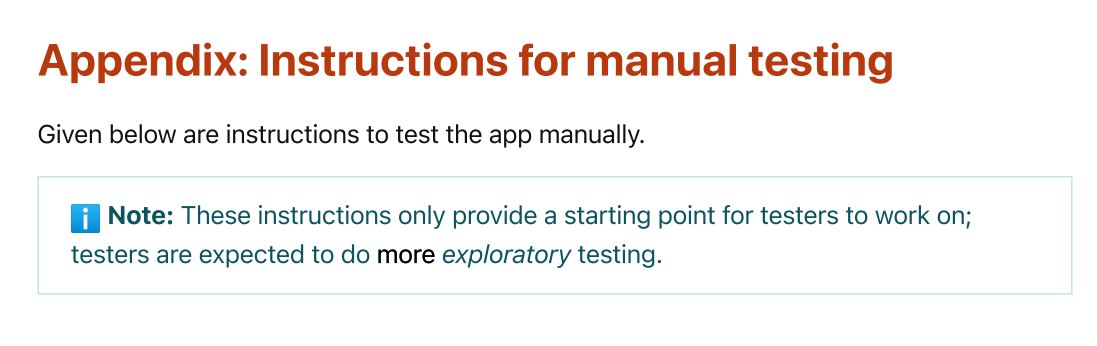 Appendix: Instructions for manual testing
Given below are instructions to test the app manually.
ℹ️ Note: These instructions only provide a starting point for testers to work on;
testers are expected to do more exploratory testing.